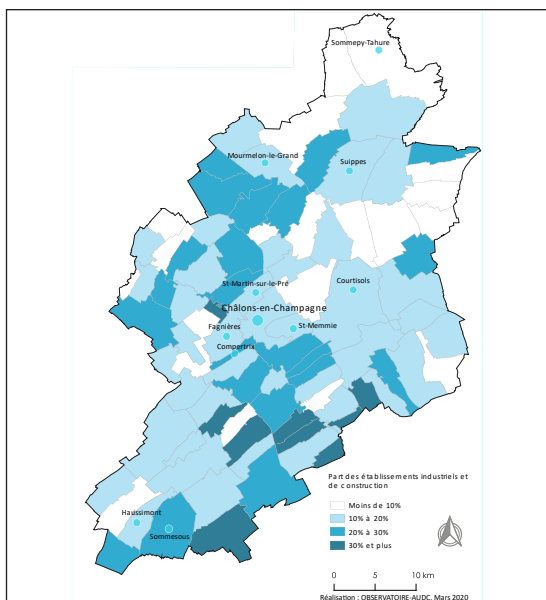 Sommepy-Tahure
Mourmelon-le-Grand
Suippes
St-Martin-sur-le-Pré
Courtisols
Châlons-en-Champagne
Fagnières
St-Memmie
Compertrix
Part des établissements industriels et
de construction
Moins de 10%
10% à 20%
20% à 30%
30% et plus
Haussimont
Sommesous
0 5 10 km
Réalisation : OBSERVATOIRE-AUDC, Mars 2020